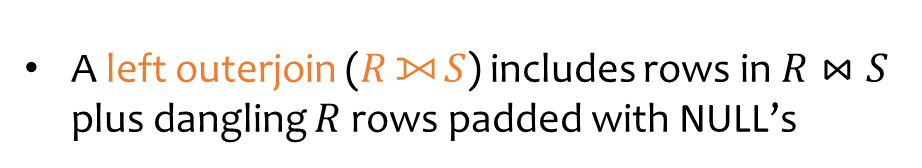 • A left outerjoin (R ⟕ S) includes rows in R ⋈ S
plus dangling R rows padded with NULL’s